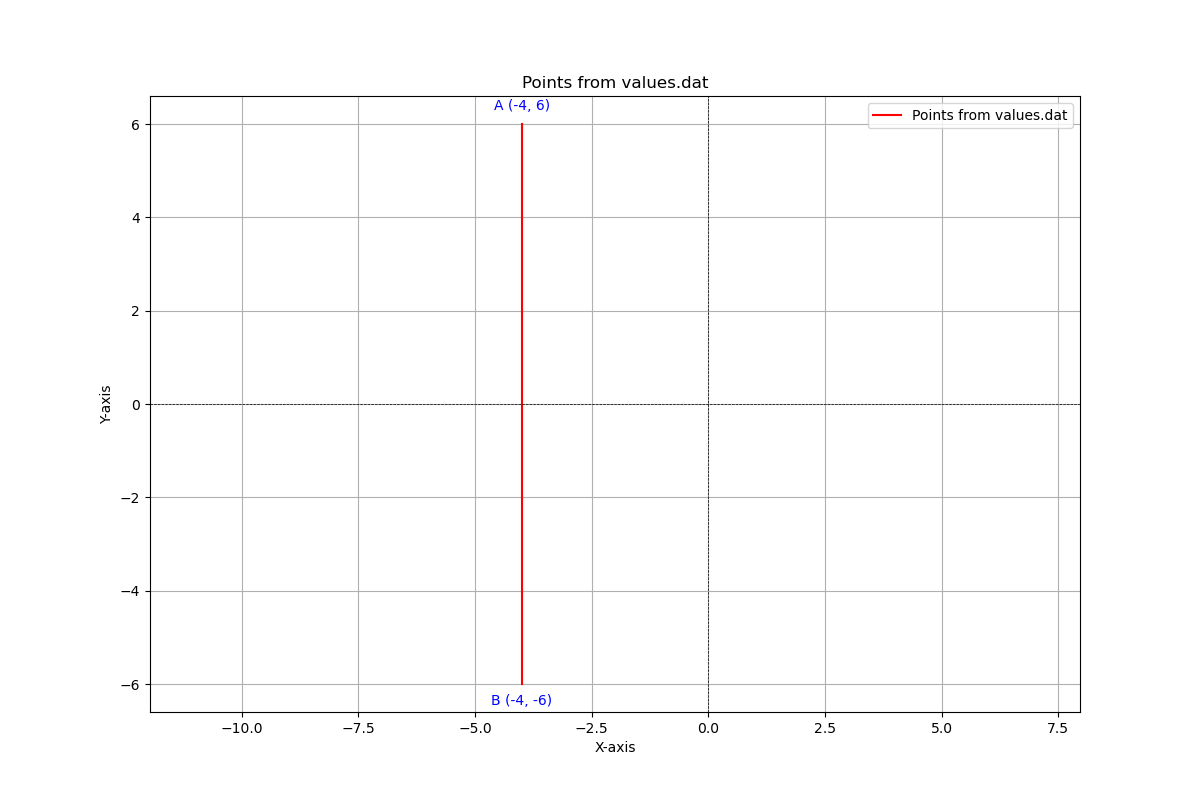 Points from values.dat
A (-4, 6)
Points from values.dat
6
4
2
0
−2
−4
−6
Y-axis
B (-4, -6)
−10.0 −7.5 −5.0 −2.5 0.0 2.5 5.0 7.5
X-axis